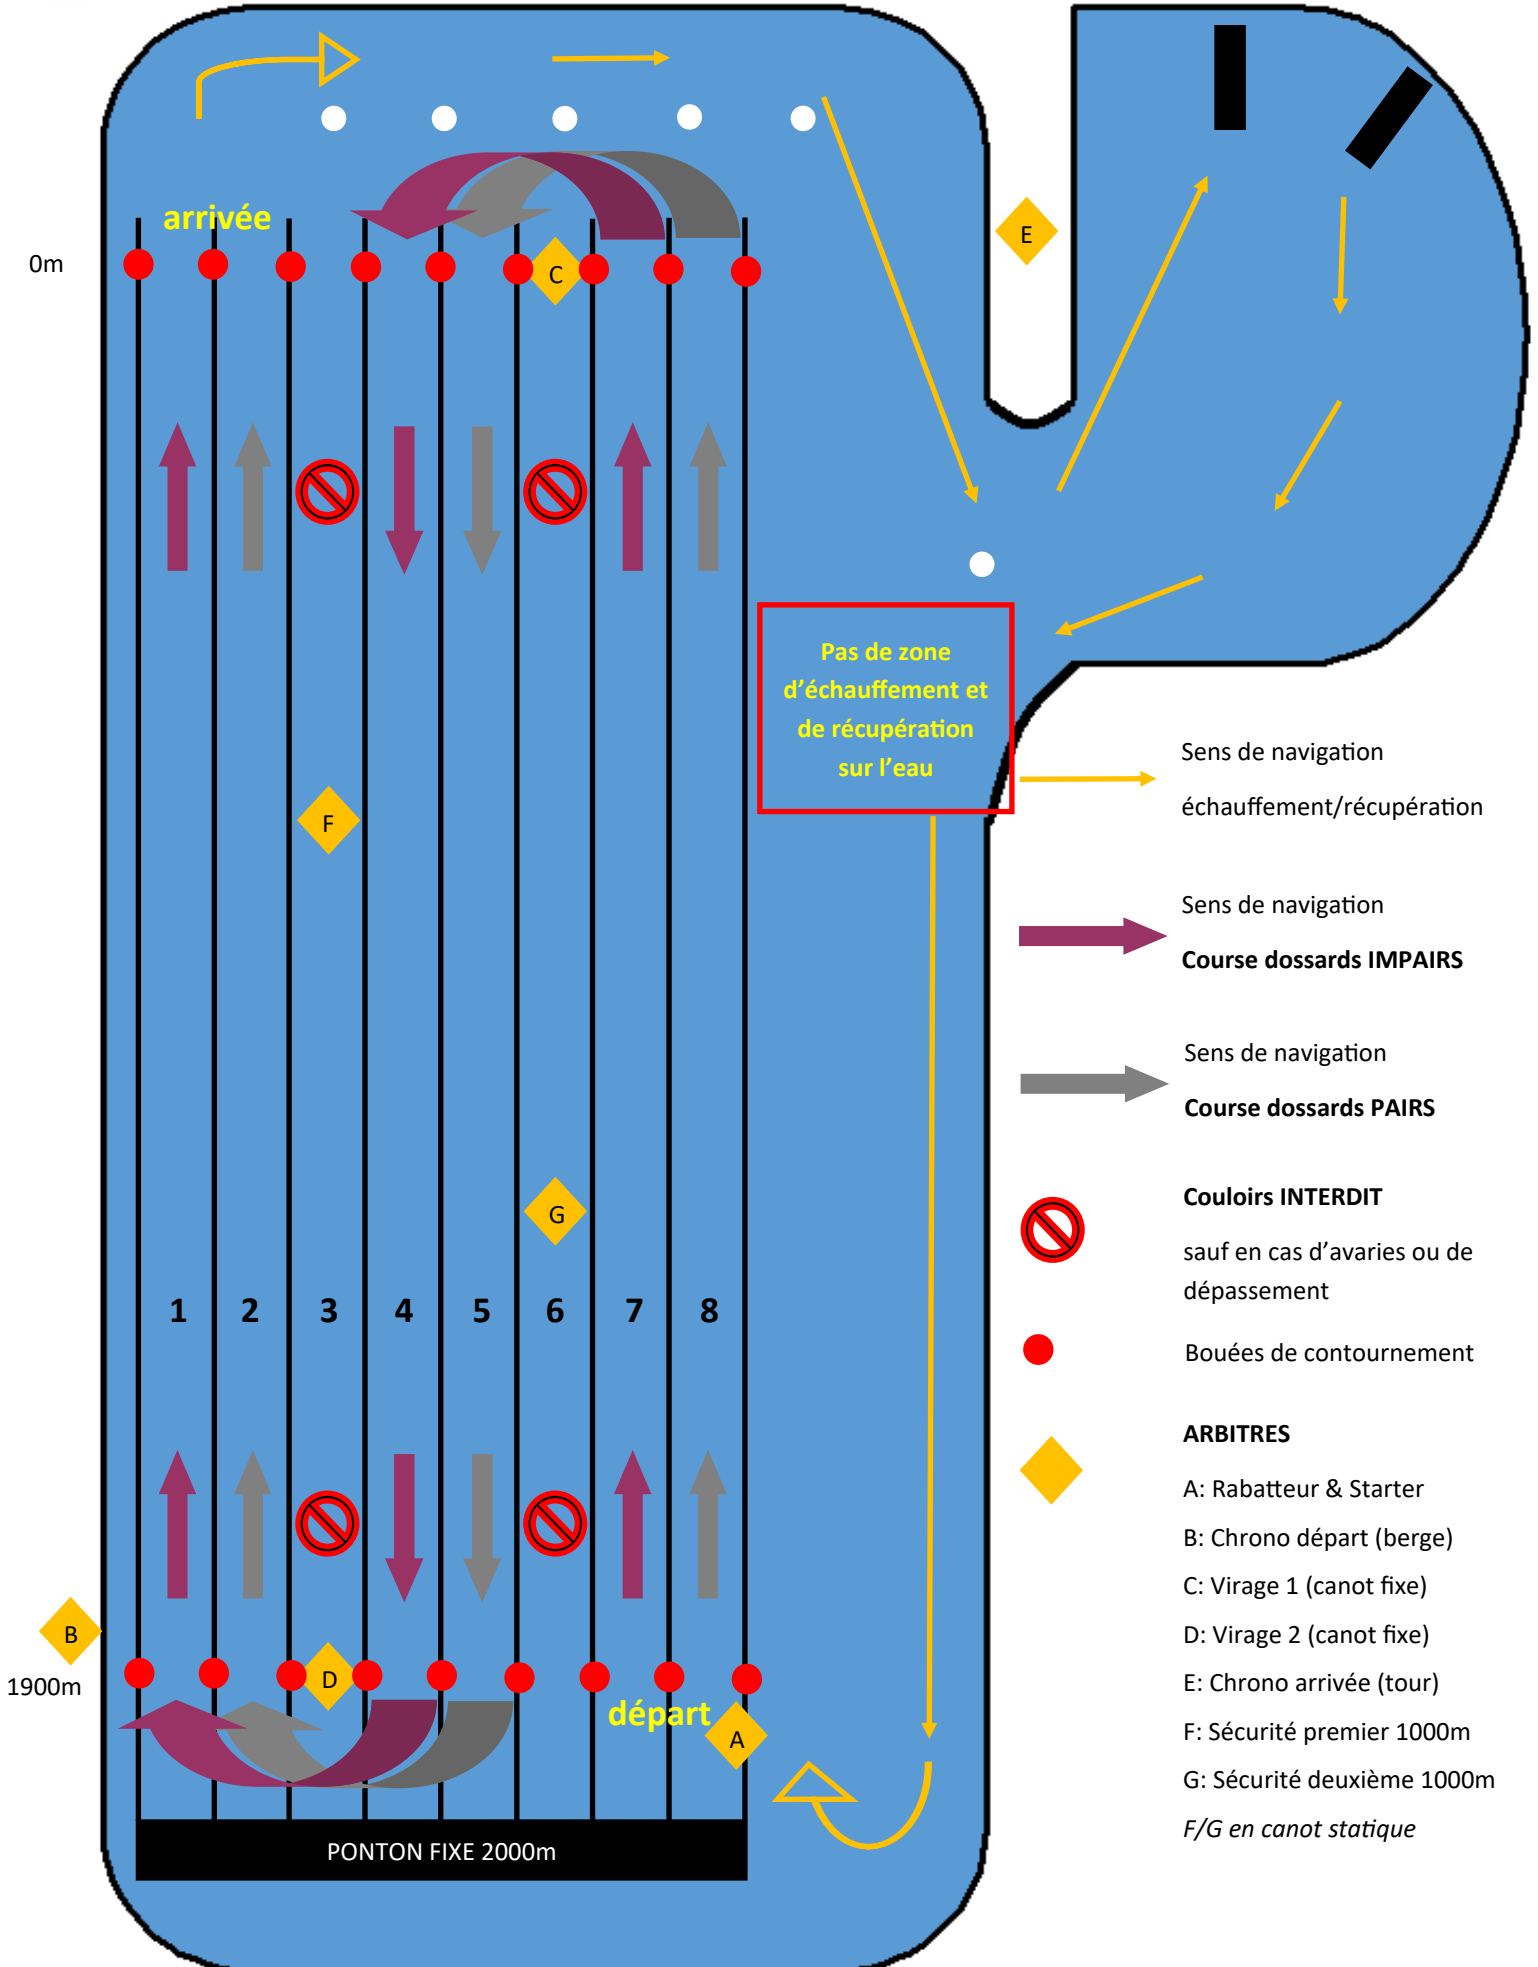 arrivée
E
0m
C
Pas de zone
d'échauffement et
de récupération
sur l'eau
F
G
1 2 3 4 5 6 7 8
B
1900m
D
départ
A
PONTON FIXE 2000m
Sens de navigation
échauffement/récupération
Sens de navigation
Course dossards IMPAIRS
Sens de navigation
Course dossards PAIRS
Couloirs INTERDIT
sauf en cas d'avaries ou de
dépassement
Bouées de contournement
ARBITRES
A: Rabatteur & Starter
B: Chrono départ (berge)
C: Virage 1 (canot fixe)
D: Virage 2 (canot fixe)
E: Chrono arrivée (tour)
F: Sécurité premier 1000m
G: Sécurité deuxième 1000m
F/G en canot statique